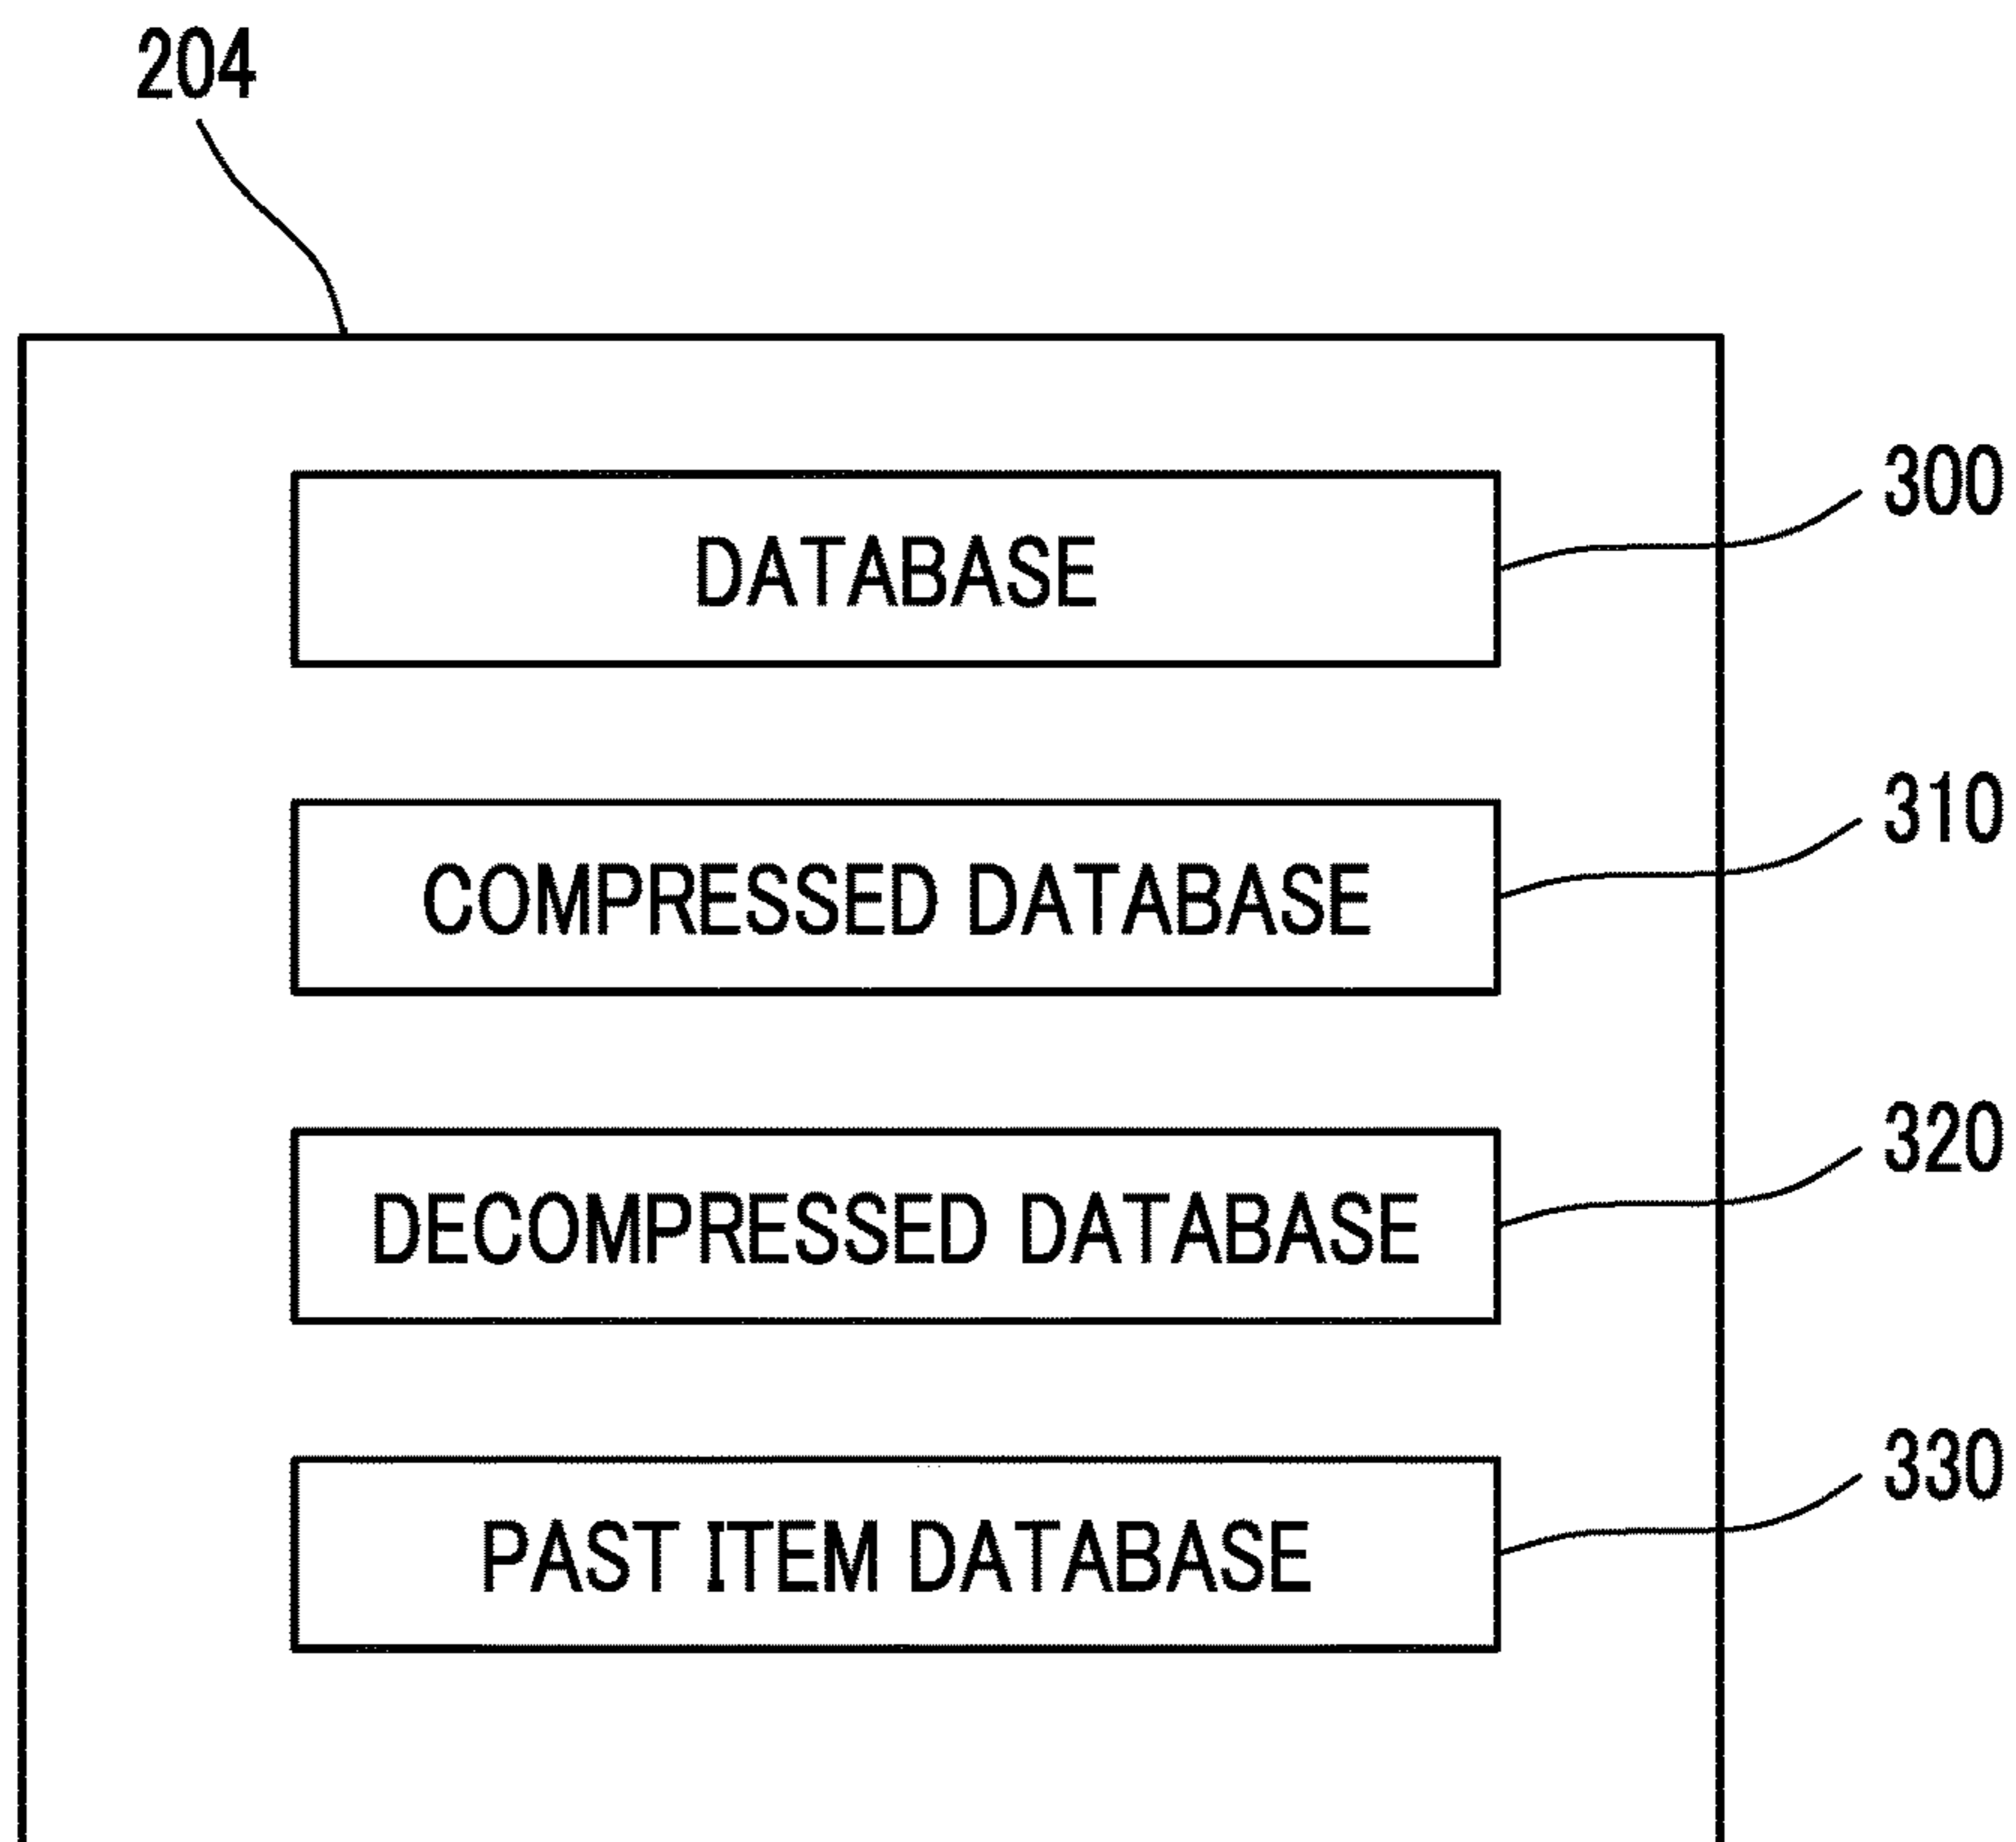 204
DATABASE
300
COMPRESSED DATABASE
310
DECOMPRESSED DATABASE
320
PAST ITEM DATABASE
330